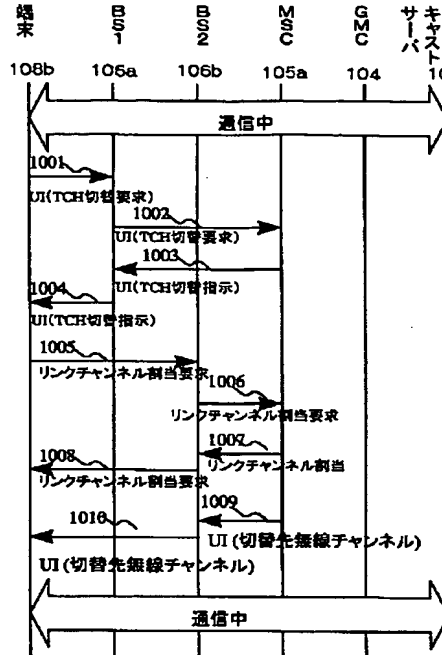 端末
BS1
BS2
MSC
GMC
キャスト
サーバ
108b
106a
106b
105a
104
10
通信中
1001
UI(TCH切替要求)
1002
UI(TCH切替要求)
1003
UI(TCH切替指示)
1004
UI(TCH切替指示)
1005
リンクチャンネル割当要求
1006
リンクチャンネル割当要求
1007
リンクチャンネル割当
1008
リンクチャンネル割当要求
1009
UI (切替先無線チャンネル)
1010
UI (切替先無線チャンネル)
通信中